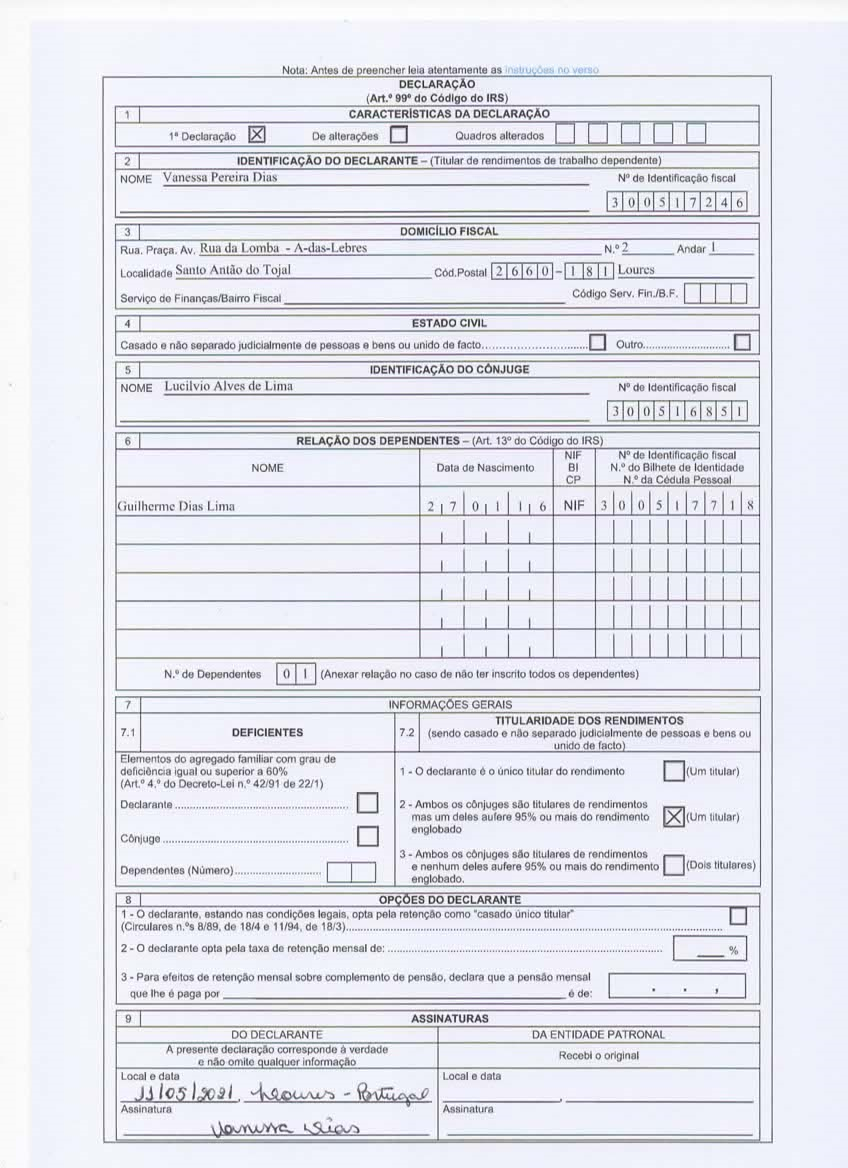 Nota: Antes de preencher leia atentamente as instruções no verso
DECLARAÇÃO
(Art.º 99º do Código do IRS)
1 CARACTERÍSTICAS DA DECLARAÇÃO
1ª Declaração X De alterações Quadros alterados
2 IDENTIFICAÇÃO DO DECLARANTE – (Titular de rendimentos de trabalho dependente)
NOME Vanessa Pereira Dias Nº de Identificação fiscal
3 0 0 5 1 7 2 4 6
3 DOMICÍLIO FISCAL
Rua. Praça. Av. Rua da Lomba - A-das-Lebres N.º 2 Andar 1
Localidade Santo Antão do Tojal Cód.Postal 2 6 6 0 – 1 8 1 Loures
Serviço de Finanças/Bairro Fiscal Código Serv. Fin./B.F.
4 ESTADO CIVIL
Casado e não separado judicialmente de pessoas e bens ou unido de facto............................... Outro...........................
5 IDENTIFICAÇÃO DO CÔNJUGE
NOME Lucilvio Alves de Lima Nº de Identificação fiscal
3 0 0 5 1 6 8 5 1
6 RELAÇÃO DOS DEPENDENTES – (Art. 13º do Código do IRS)
NOME Data de Nascimento NIF BI CP Nº de Identificação fiscal N.º do Bilhete de Identidade N.º da Cédula Pessoal
Guilherme Dias Lima 2 7 0 1 1 6 NIF 3 0 0 5 1 7 7 1 8
N.º de Dependentes 0 1 (Anexar relação no caso de não ter inscrito todos os dependentes)
7 INFORMAÇÕES GERAIS
7.1 DEFICIENTES
Elementos do agregado familiar com grau de
deficiência igual ou superior a 60%
(Art.º 4.º do Decreto-Lei n.º 42/91 de 22/1)
Declarante ....................................................
Cônjuge ........................................................
Dependentes (Número)..........................
7.2 TITULARIDADE DOS RENDIMENTOS
(sendo casado e não separado judicialmente de pessoas e bens ou
unido de facto)
1 - O declarante é o único titular do rendimento (Um titular)
2 - Ambos os cônjuges são titulares de rendimentos
mas um deles aufere 95% ou mais do rendimento X (Um titular)
englobado
3 - Ambos os cônjuges são titulares de rendimentos
e nenhum deles aufere 95% ou mais do rendimento (Dois titulares)
englobado.
8 OPÇÕES DO DECLARANTE
1 - O declarante, estando nas condições legais, opta pela retenção como "casado único titular"
(Circulares n.ºs 8/89, de 18/4 e 11/94, de 18/3)....................................................
2 - O declarante opta pela taxa de retenção mensal de: .................................................... %
3 - Para efeitos de retenção mensal sobre complemento de pensão, declara que a pensão mensal
que lhe é paga por é de: . . ,
9 ASSINATURAS
DO DECLARANTE
A presente declaração corresponde à verdade
e não omite qualquer informação
Local e data
11/05/2021, Loures - Portugal
Assinatura
Vanessa Dias
DA ENTIDADE PATRONAL
Recebi o original
Local e data
,
Assinatura